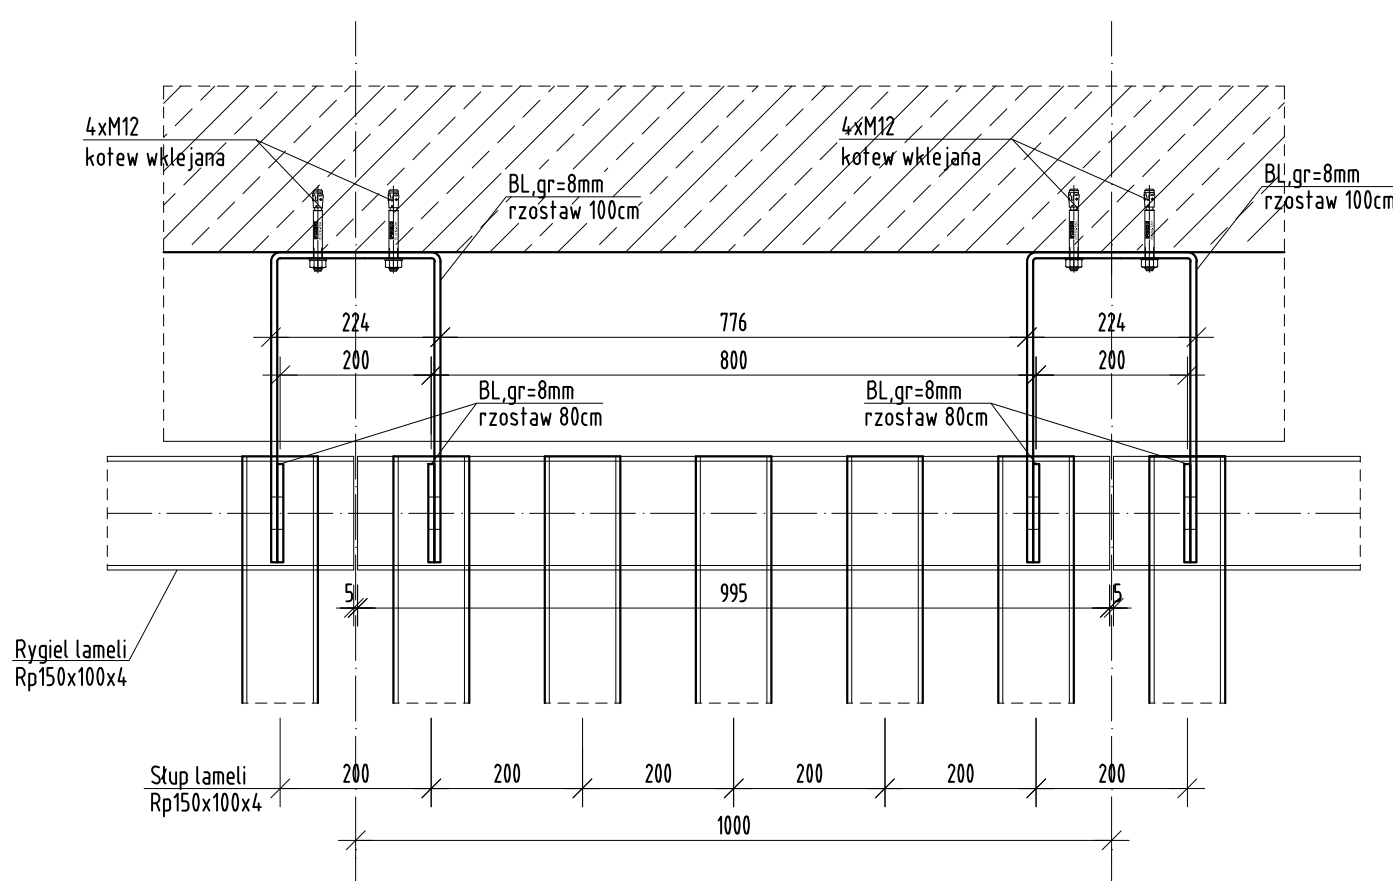 4xM12
kotew wklejana
4xM12
kotew wklejana
BL,gr=8mm
rzostaw 100cm
BL,gr=8mm
rzostaw 100cm
224
776
224
200
800
200
BL,gr=8mm
rzostaw 80cm
BL,gr=8mm
rzostaw 80cm
5
995
5
Rygiel lameli
Rp150x100x4
Słup lameli
Rp150x100x4
200
200
200
200
200
200
1000